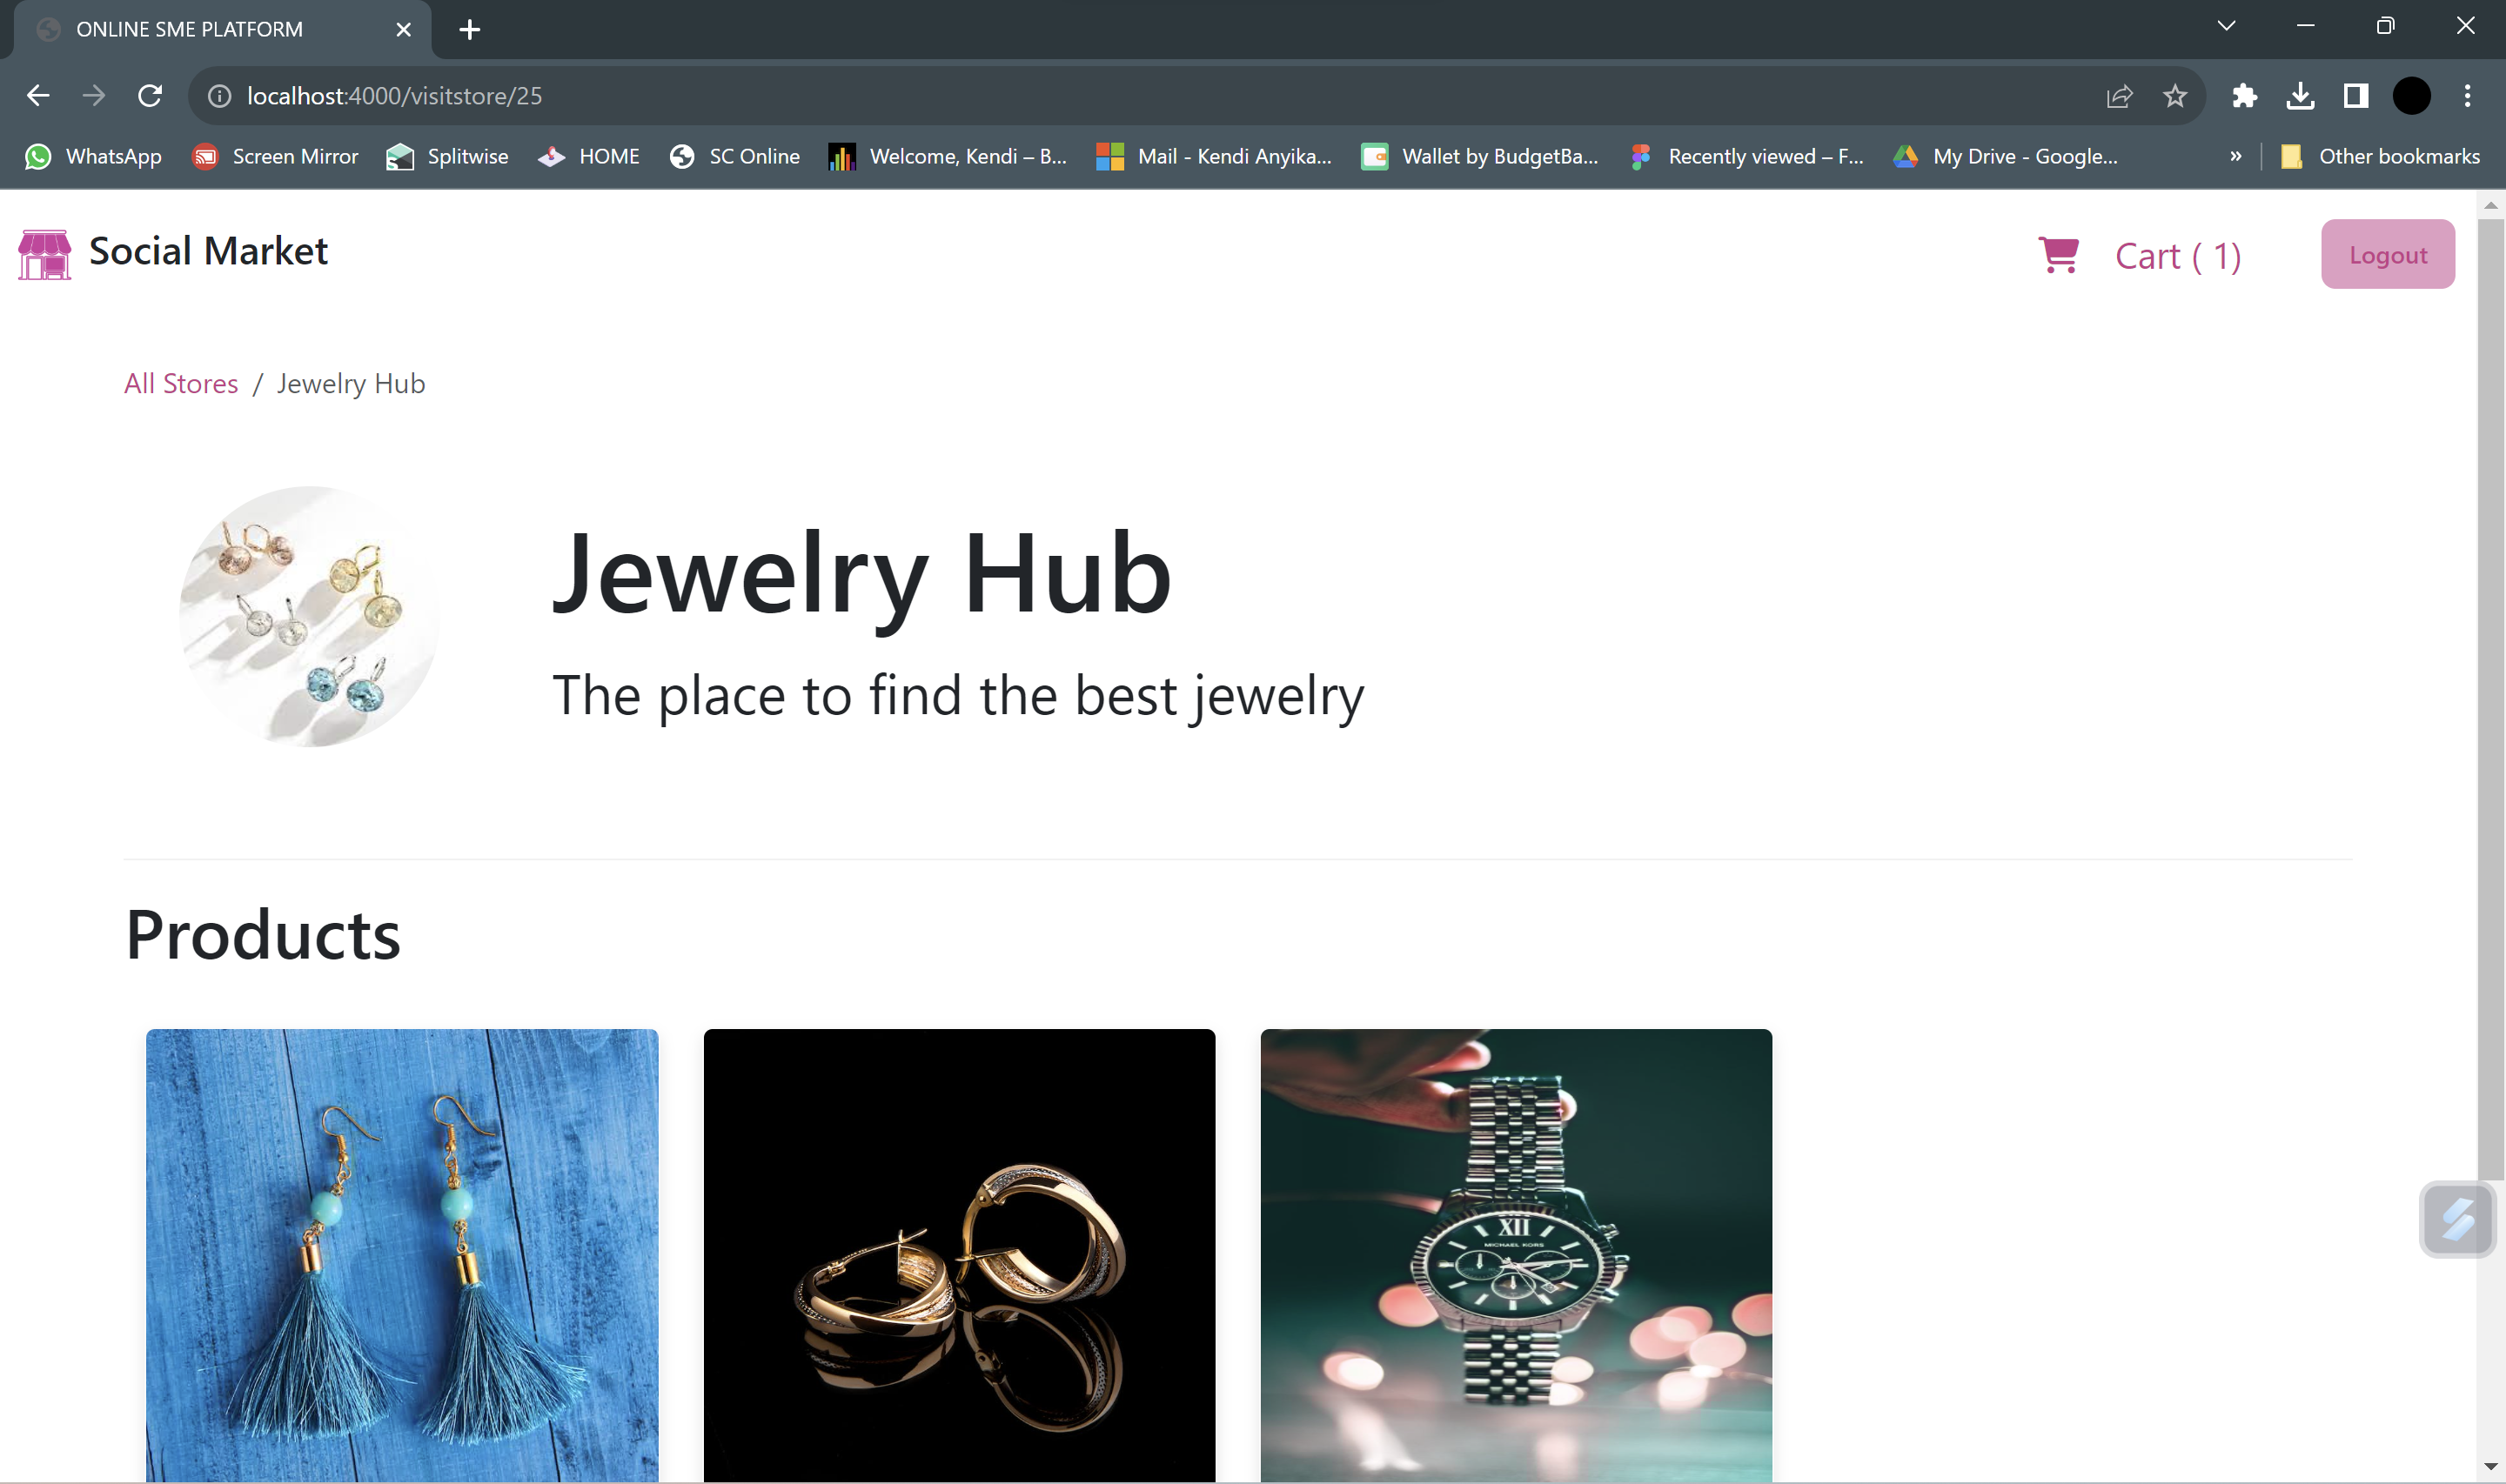 ONLINE SME PLATFORM
localhost:4000/visitstore/25
WhatsApp
Screen Mirror
Splitwise
HOME
SC Online
Welcome, Kendi – B...
Mail - Kendi Anyika...
Wallet by BudgetBa...
Recently viewed – F...
My Drive - Google...
»
Other bookmarks
Social Market
Cart ( 1)
Logout
All Stores / Jewelry Hub
Jewelry Hub
The place to find the best jewelry
Products
XII
MICHAEL KORS